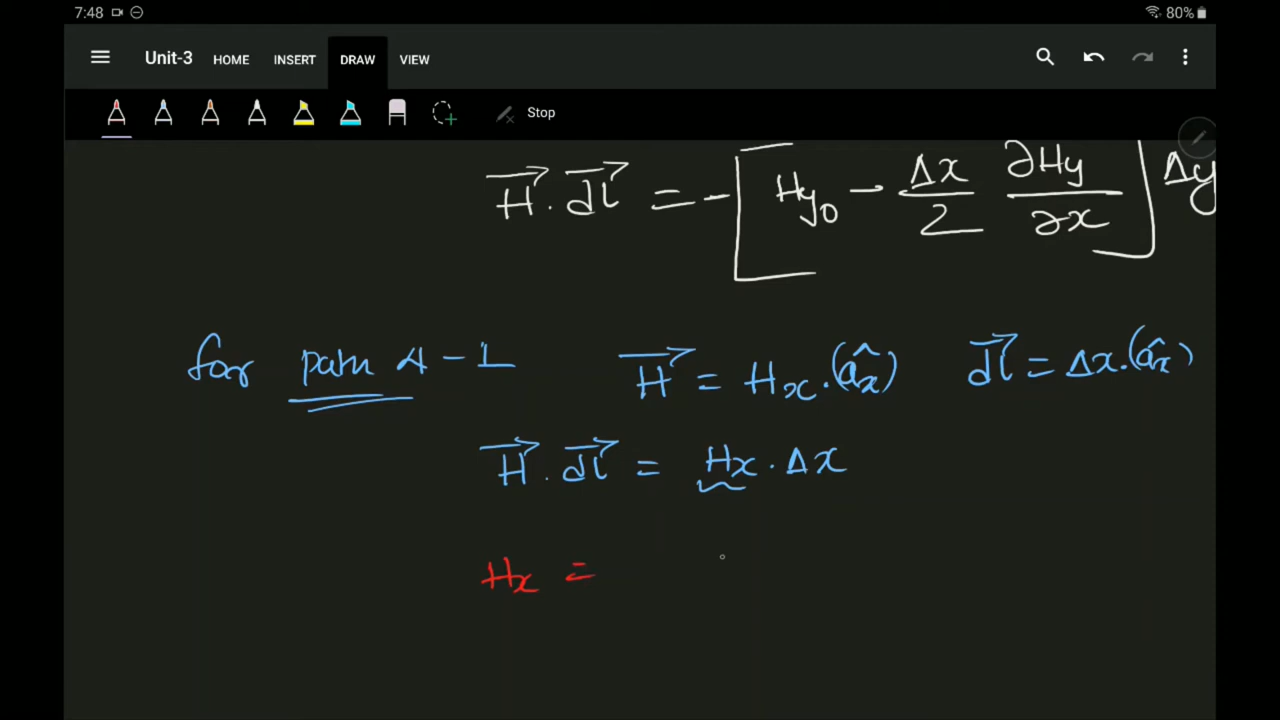 7:48 80%
Unit-3 HOME INSERT DRAW VIEW
Stop
H⃗ . dl⃗ = - [ Hy₀ - Δx/2 ∂Hy/∂x ] Δy
for path 4-1 H⃗ = Hx.(âx) dl⃗ = Δx.(âx)
H⃗ . dl⃗ = Hx . Δx
Hx =